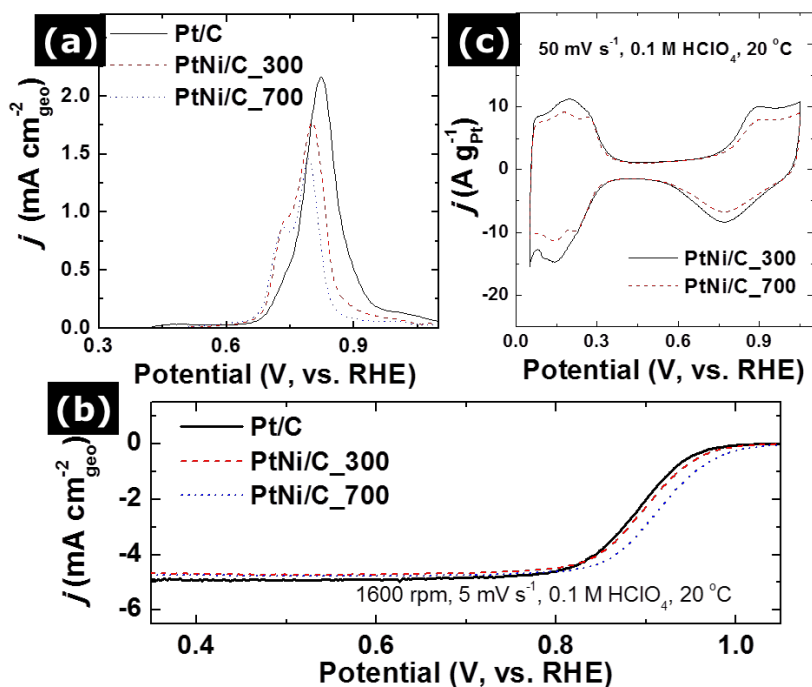 (a)
Pt/C
PtNi/C_300
PtNi/C_700
2.0
1.5
1.0
0.5
0.0
j (mA cm⁻²geo)
0.3 0.6 0.9
Potential (V, vs. RHE)
(c)
50 mV s⁻¹, 0.1 M HClO₄, 20 °C
20
10
0
-10
-20
j (A g⁻¹Pt)
PtNi/C_300
PtNi/C_700
0.0 0.3 0.6 0.9
Potential (V, vs. RHE)
(b)
Pt/C
PtNi/C_300
PtNi/C_700
0
-2
-4
-6
j (mA cm⁻²geo)
1600 rpm, 5 mV s⁻¹, 0.1 M HClO₄, 20 °C
0.4 0.6 0.8 1.0
Potential (V, vs. RHE)